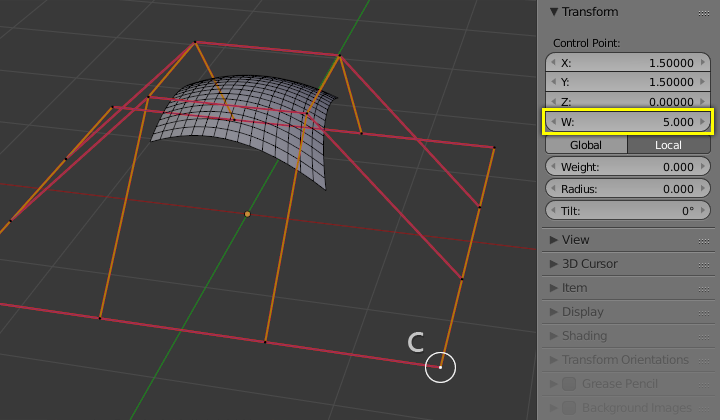 Transform
Control Point:
X: 1.50000
Y: 1.50000
Z: 0.00000
W: 5.000
Global Local
Weight: 0.000
Radius: 0.000
Tilt: 0°
View
3D Cursor
Item
Display
Shading
Transform Orientations
Grease Pencil
Background Images
C